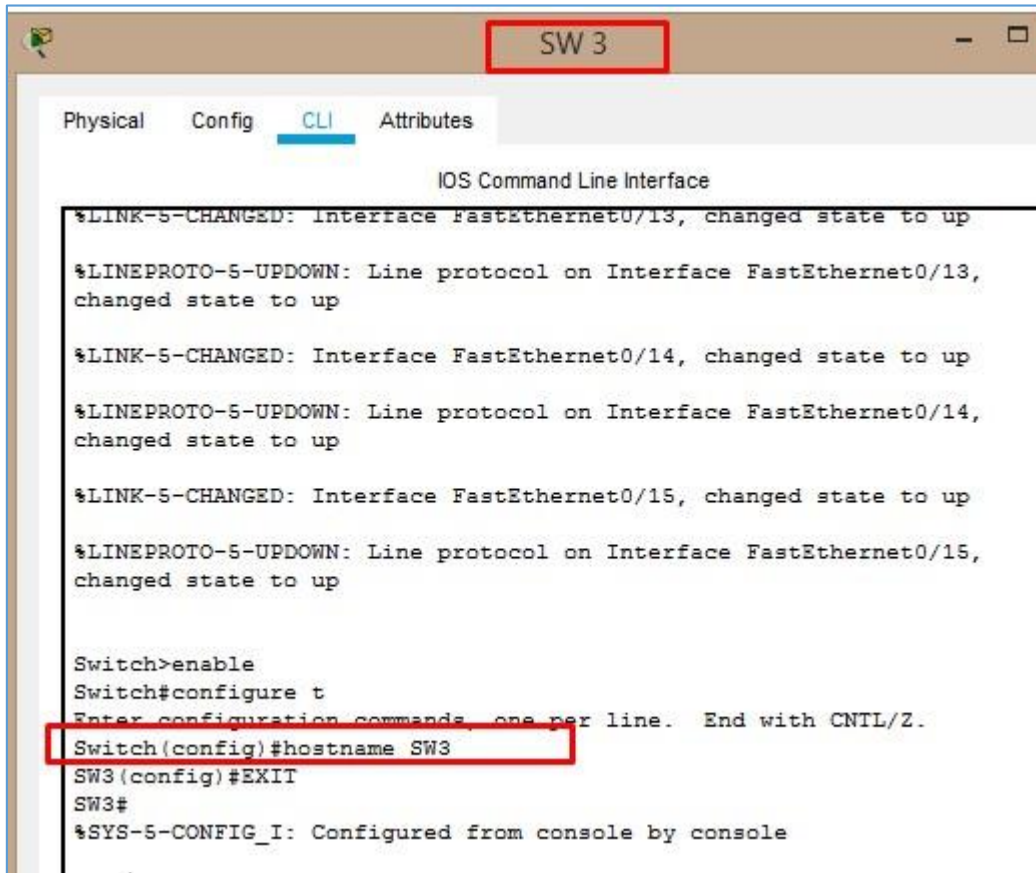 SW 3
Physical Config CLI Attributes
IOS Command Line Interface
%LINK-5-CHANGED: Interface FastEthernet0/13, changed state to up
%LINEPROTO-5-UPDOWN: Line protocol on Interface FastEthernet0/13,
changed state to up
%LINK-5-CHANGED: Interface FastEthernet0/14, changed state to up
%LINEPROTO-5-UPDOWN: Line protocol on Interface FastEthernet0/14,
changed state to up
%LINK-5-CHANGED: Interface FastEthernet0/15, changed state to up
%LINEPROTO-5-UPDOWN: Line protocol on Interface FastEthernet0/15,
changed state to up
Switch>enable
Switch#configure t
Enter configuration commands, one per line. End with CNTL/Z.
Switch(config)#hostname SW3
SW3(config)#EXIT
SW3#
%SYS-5-CONFIG_I: Configured from console by console